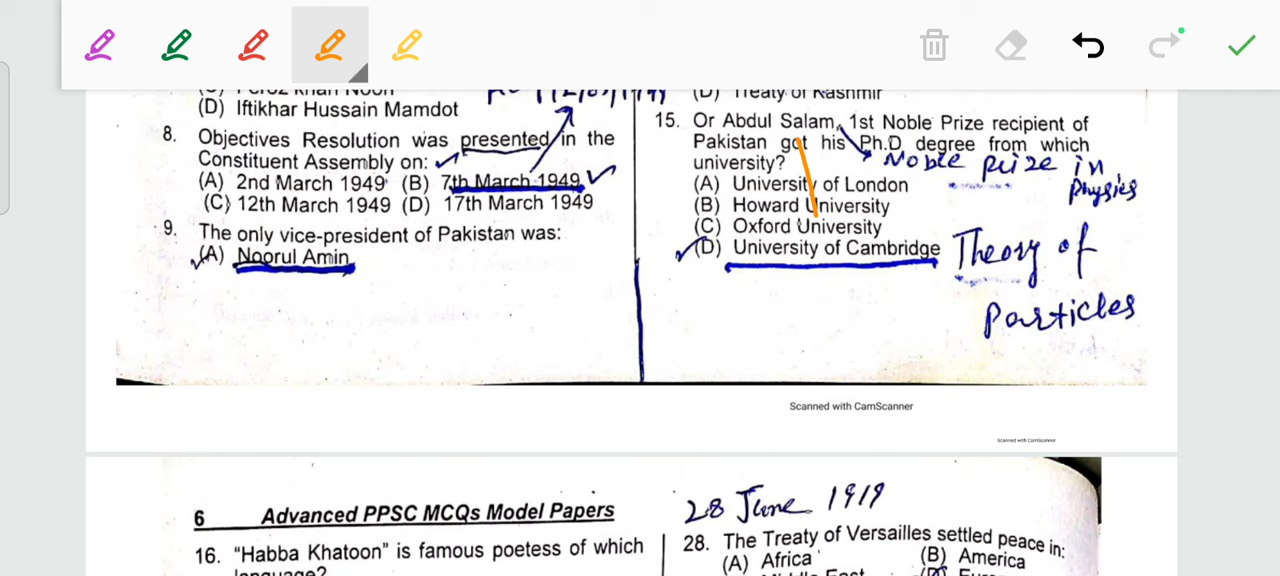 (D) Iftikhar Hussain Mamdot
8. Objectives Resolution was presented in the
Constituent Assembly on:
(A) 2nd March 1949 (B) 7th March 1949
(C) 12th March 1949 (D) 17th March 1949
9. The only vice-president of Pakistan was:
(A) Noorul Amin
(D) Treaty of Kashmir
15. Or Abdul Salam, 1st Noble Prize recipient of
Pakistan got his Ph.D degree from which
university?
Noble prize in
Physics
(A) University of London
(B) Howard University
(C) Oxford University
(D) University of Cambridge
Theory of
Particles
Scanned with CamScanner
Scanned with CamScanner
6 Advanced PPSC MCQs Model Papers
16. "Habba Khatoon" is famous poetess of which
language?
28 June 1919
28. The Treaty of Versailles settled peace in:
(A) Africa (B) America